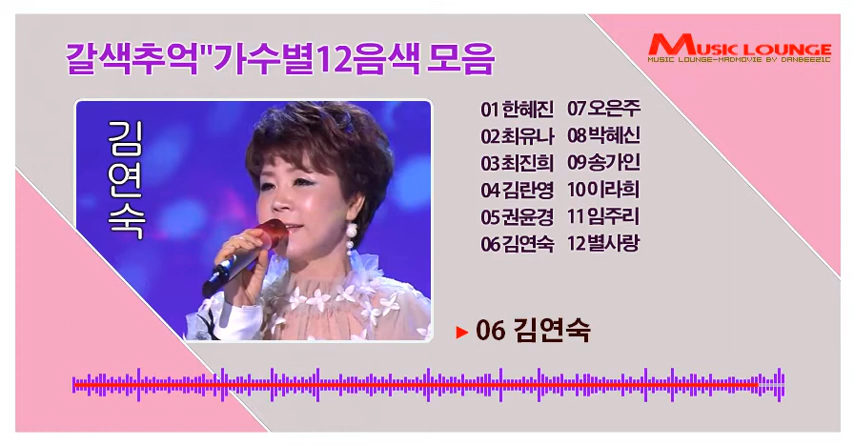 갈색추억"가수별12음색 모음
MUSIC LOUNGE
MUSIC LOUNGE-MADMOVIE BY DANBEE2IC
김연숙
01 한혜진 07 오은주
02 최유나 08 박혜신
03 최진희 09 송가인
04 김란영 10 이라희
05 권윤경 11 임주리
06 김연숙 12 별사랑
▶ 06 김연숙